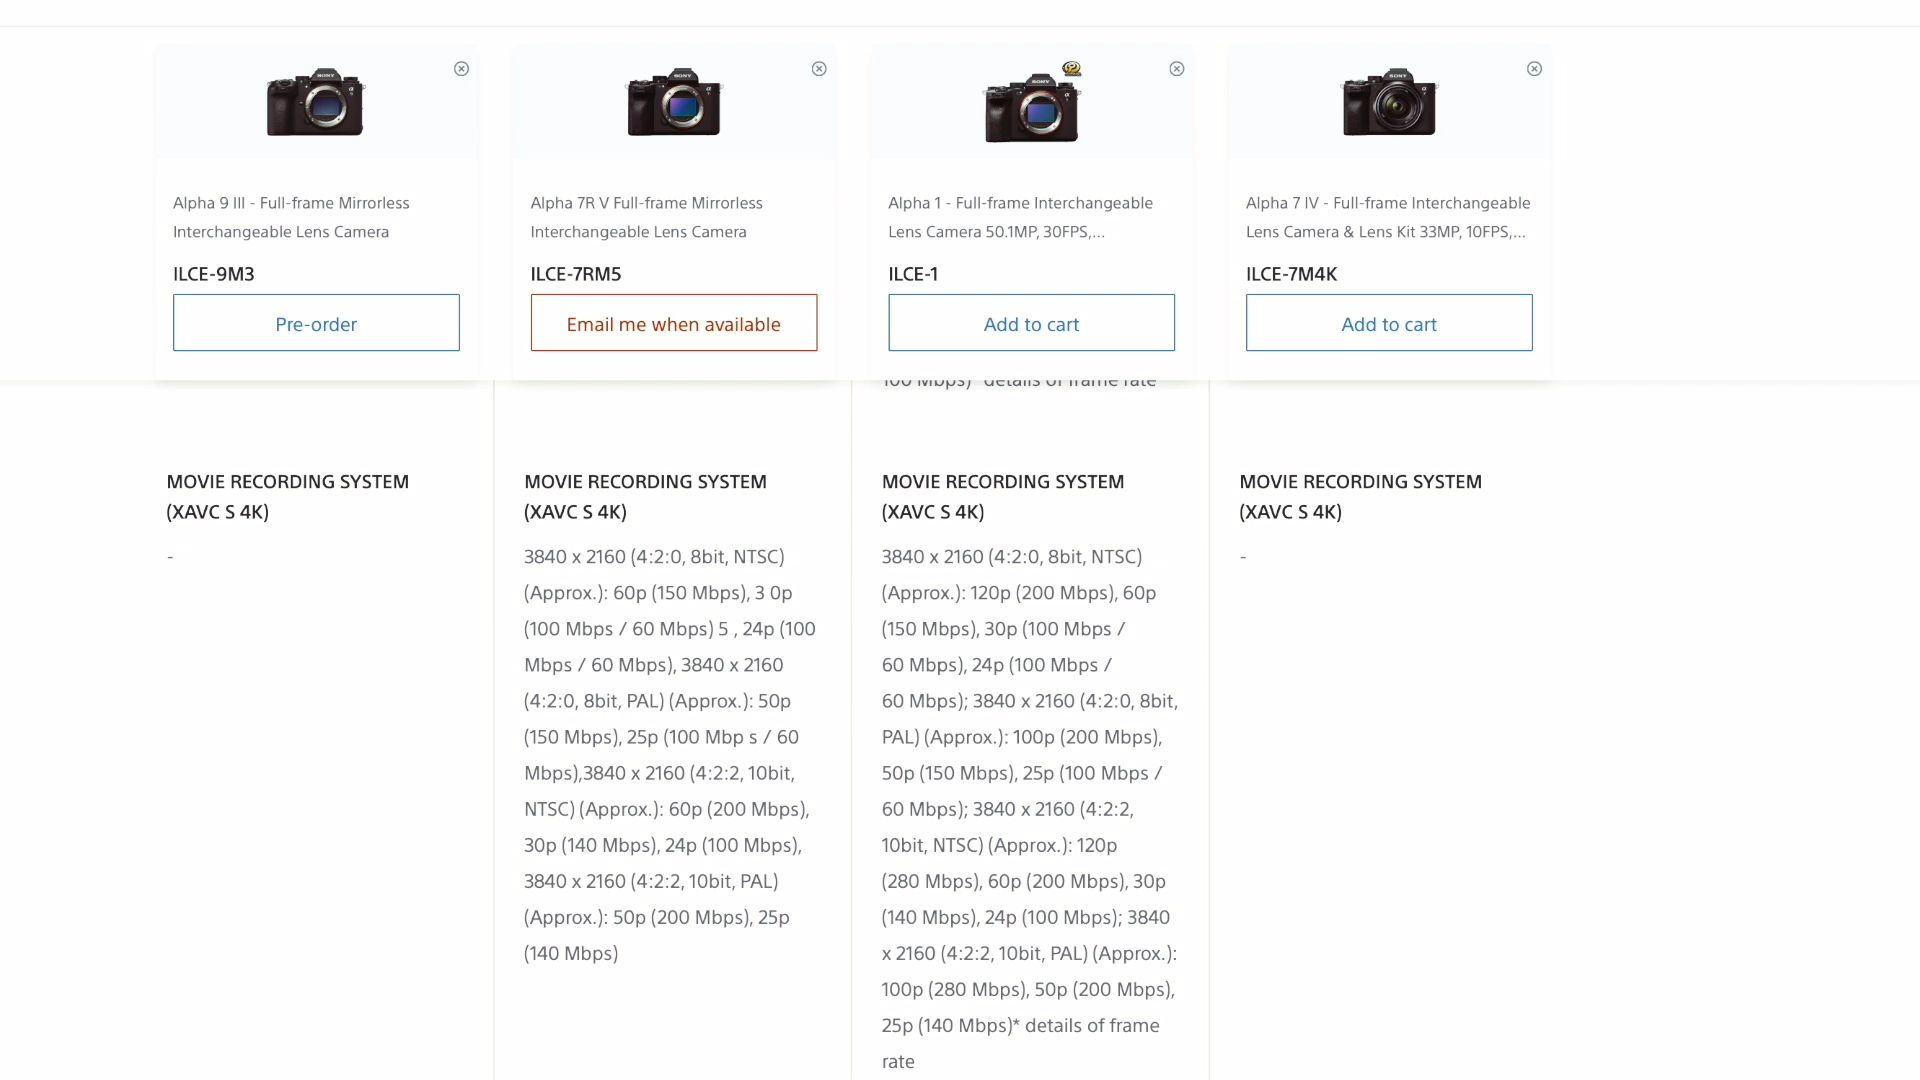 Alpha 9 III - Full-frame Mirrorless
Interchangeable Lens Camera
ILCE-9M3
Pre-order
Alpha 7R V Full-frame Mirrorless
Interchangeable Lens Camera
ILCE-7RM5
Email me when available
Alpha 1 - Full-frame Interchangeable
Lens Camera 50.1MP, 30FPS,...
ILCE-1
Add to cart
Alpha 7 IV - Full-frame Interchangeable
Lens Camera & Lens Kit 33MP, 10FPS,...
ILCE-7M4K
Add to cart
MOVIE RECORDING SYSTEM
(XAVC S 4K)
-
MOVIE RECORDING SYSTEM
(XAVC S 4K)
3840 x 2160 (4:2:0, 8bit, NTSC)
(Approx.): 60p (150 Mbps), 3 0p
(100 Mbps / 60 Mbps) 5 , 24p (100
Mbps / 60 Mbps), 3840 x 2160
(4:2:0, 8bit, PAL) (Approx.): 50p
(150 Mbps), 25p (100 Mbp s / 60
Mbps),3840 x 2160 (4:2:2, 10bit,
NTSC) (Approx.): 60p (200 Mbps),
30p (140 Mbps), 24p (100 Mbps),
3840 x 2160 (4:2:2, 10bit, PAL)
(Approx.): 50p (200 Mbps), 25p
(140 Mbps)
100 Mbps)* details of frame rate
MOVIE RECORDING SYSTEM
(XAVC S 4K)
3840 x 2160 (4:2:0, 8bit, NTSC)
(Approx.): 120p (200 Mbps), 60p
(150 Mbps), 30p (100 Mbps /
60 Mbps), 24p (100 Mbps /
60 Mbps); 3840 x 2160 (4:2:0, 8bit,
PAL) (Approx.): 100p (200 Mbps),
50p (150 Mbps), 25p (100 Mbps /
60 Mbps); 3840 x 2160 (4:2:2,
10bit, NTSC) (Approx.): 120p
(280 Mbps), 60p (200 Mbps), 30p
(140 Mbps), 24p (100 Mbps); 3840
x 2160 (4:2:2, 10bit, PAL) (Approx.):
100p (280 Mbps), 50p (200 Mbps),
25p (140 Mbps)* details of frame
rate
MOVIE RECORDING SYSTEM
(XAVC S 4K)
-
SONY
SONY
SONY
SONY